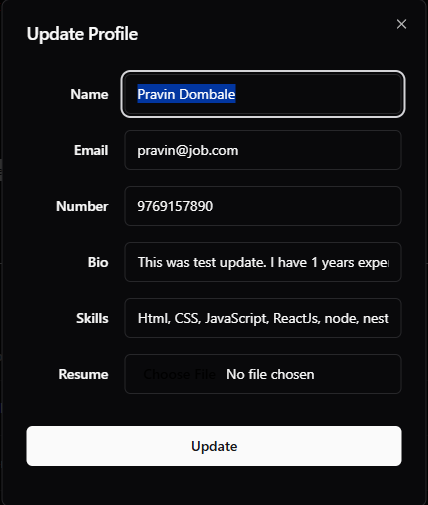 Update Profile
Name Pravin Dombale
Email pravin@job.com
Number 9769157890
Bio This was test update. I have 1 years
Skills Html, CSS, JavaScript, ReactJs, node, nest
Resume Choose File No file chosen
Update